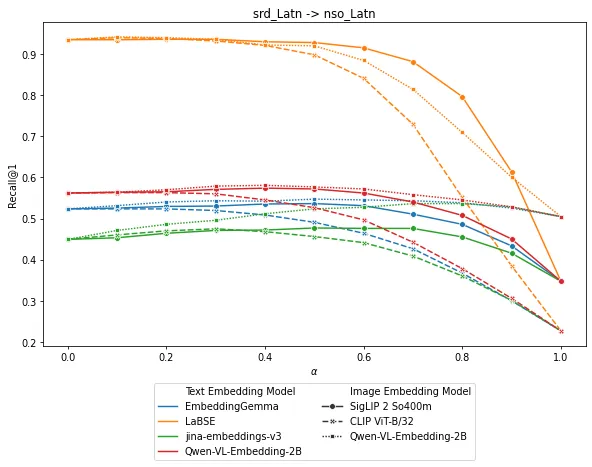 srd_Latn -> nso_Latn
Recall@1
0.9
0.8
0.7
0.6
0.5
0.4
0.3
0.2
0.0 0.2 0.4 0.6 0.8 1.0
α
Text Embedding Model Image Embedding Model
EmbeddingGemma SigLIP 2 So400m
LaBSE CLIP ViT-B/32
jina-embeddings-v3 Qwen-VL-Embedding-2B
Qwen-VL-Embedding-2B